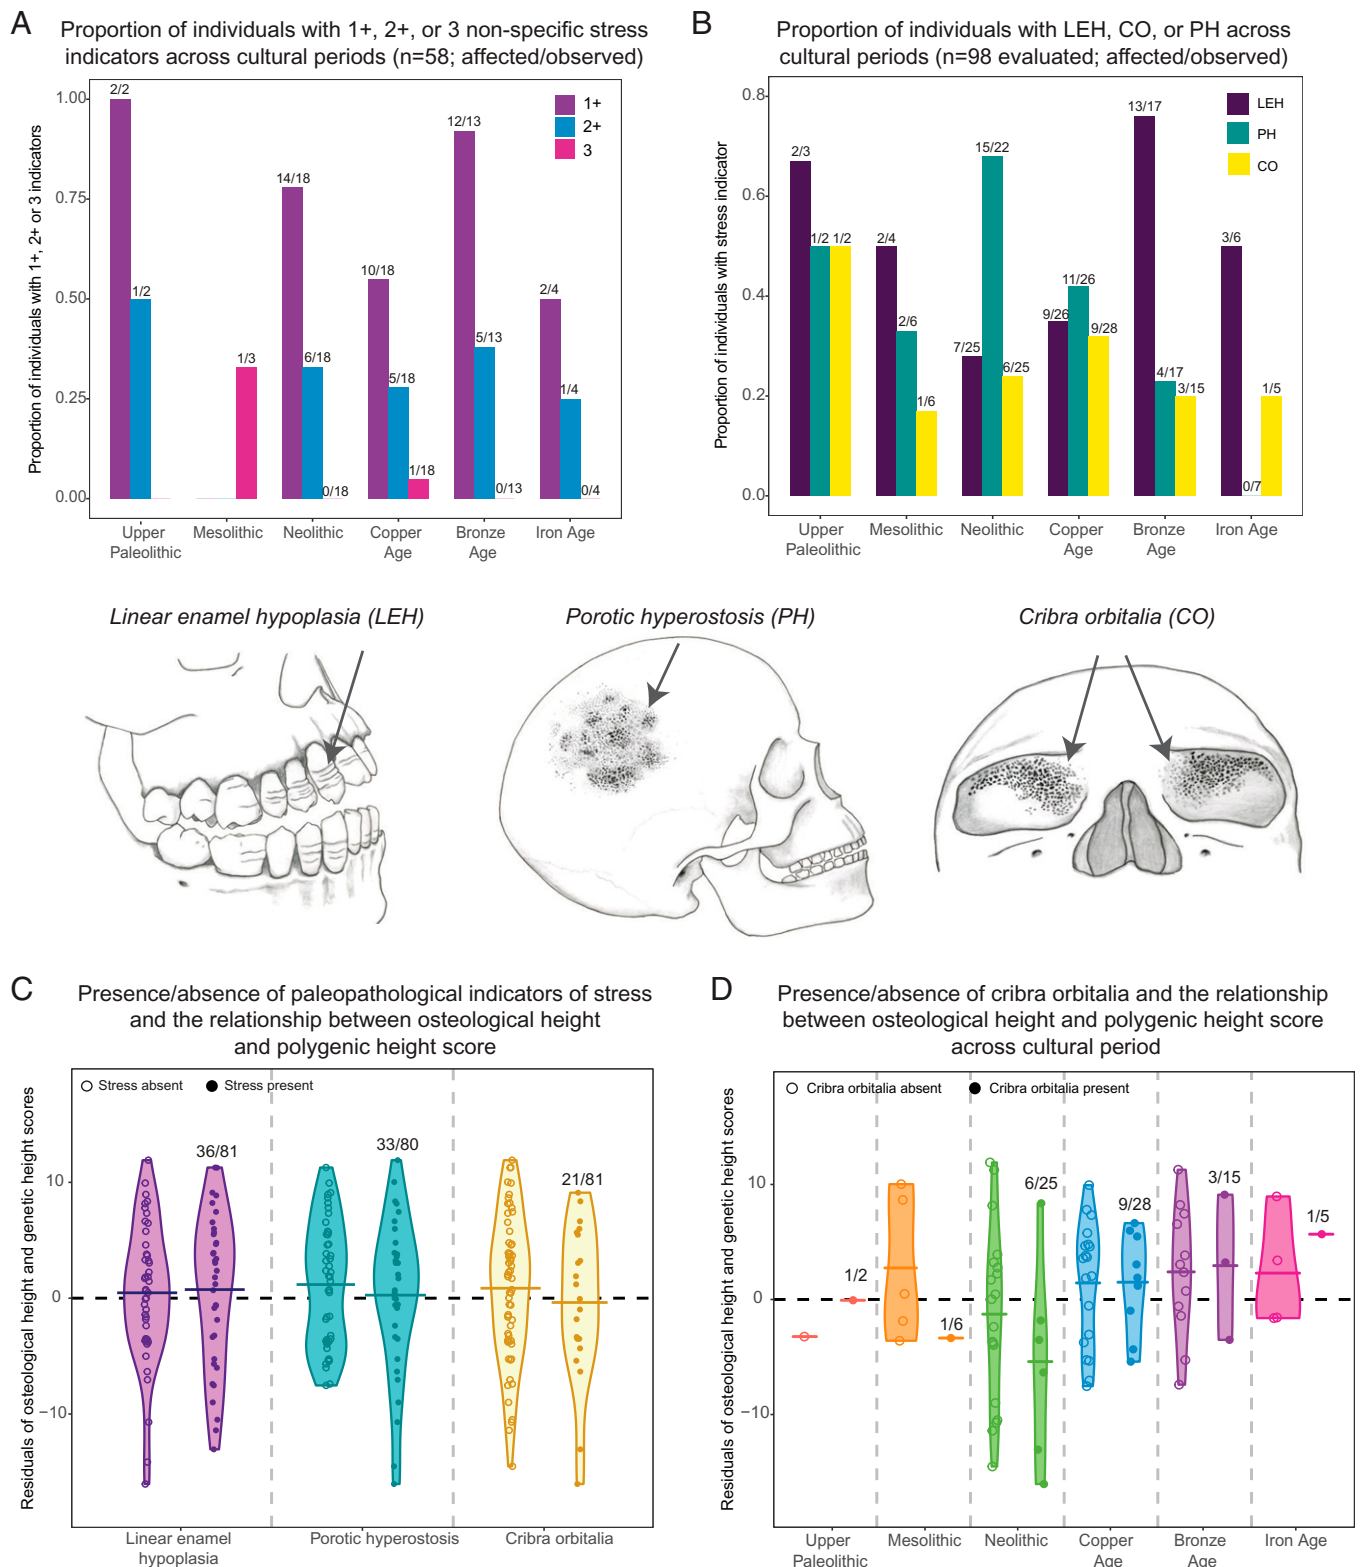 A
Proportion of individuals with 1+, 2+, or 3 non-specific stress
indicators across cultural periods (n=58; affected/observed)
Proportion of individuals with 1+, 2+ or 3 indicators
1.00
0.75
0.50
0.25
0.00
1+
2+
3
2/2
1/2
1/3
14/18
6/18
0/18
10/18
5/18
1/18
12/13
5/13
0/13
2/4
1/4
0/4
Upper
Paleolithic
Mesolithic
Neolithic
Copper
Age
Bronze
Age
Iron Age
B
Proportion of individuals with LEH, CO, or PH across
cultural periods (n=98 evaluated; affected/observed)
Proportion of individuals with stress indicator
0.8
0.6
0.4
0.2
0.0
LEH
PH
CO
2/3
1/2
1/2
2/4
2/6
1/6
7/25
15/22
6/25
9/26
11/26
9/28
13/17
4/17
3/15
3/6
0/7
1/5
Upper
Paleolithic
Mesolithic
Neolithic
Copper
Age
Bronze
Age
Iron Age
Linear enamel hypoplasia (LEH)
Porotic hyperostosis (PH)
Cribra orbitalia (CO)
C
Presence/absence of paleopathological indicators of stress
and the relationship between osteological height
and polygenic height score
Residuals of osteological height and genetic height scores
10
0
−10
Stress absent
Stress present
36/81
33/80
21/81
Linear enamel
hypoplasia
Porotic hyperostosis
Cribra orbitalia
D
Presence/absence of cribra orbitalia and the relationship
between osteological height and polygenic height score
across cultural period
Residuals of osteological height and genetic height scores
10
0
−10
Cribra orbitalia absent
Cribra orbitalia present
1/2
1/6
6/25
9/28
3/15
1/5
Upper
Paleolithic
Mesolithic
Neolithic
Copper
Age
Bronze
Age
Iron Age